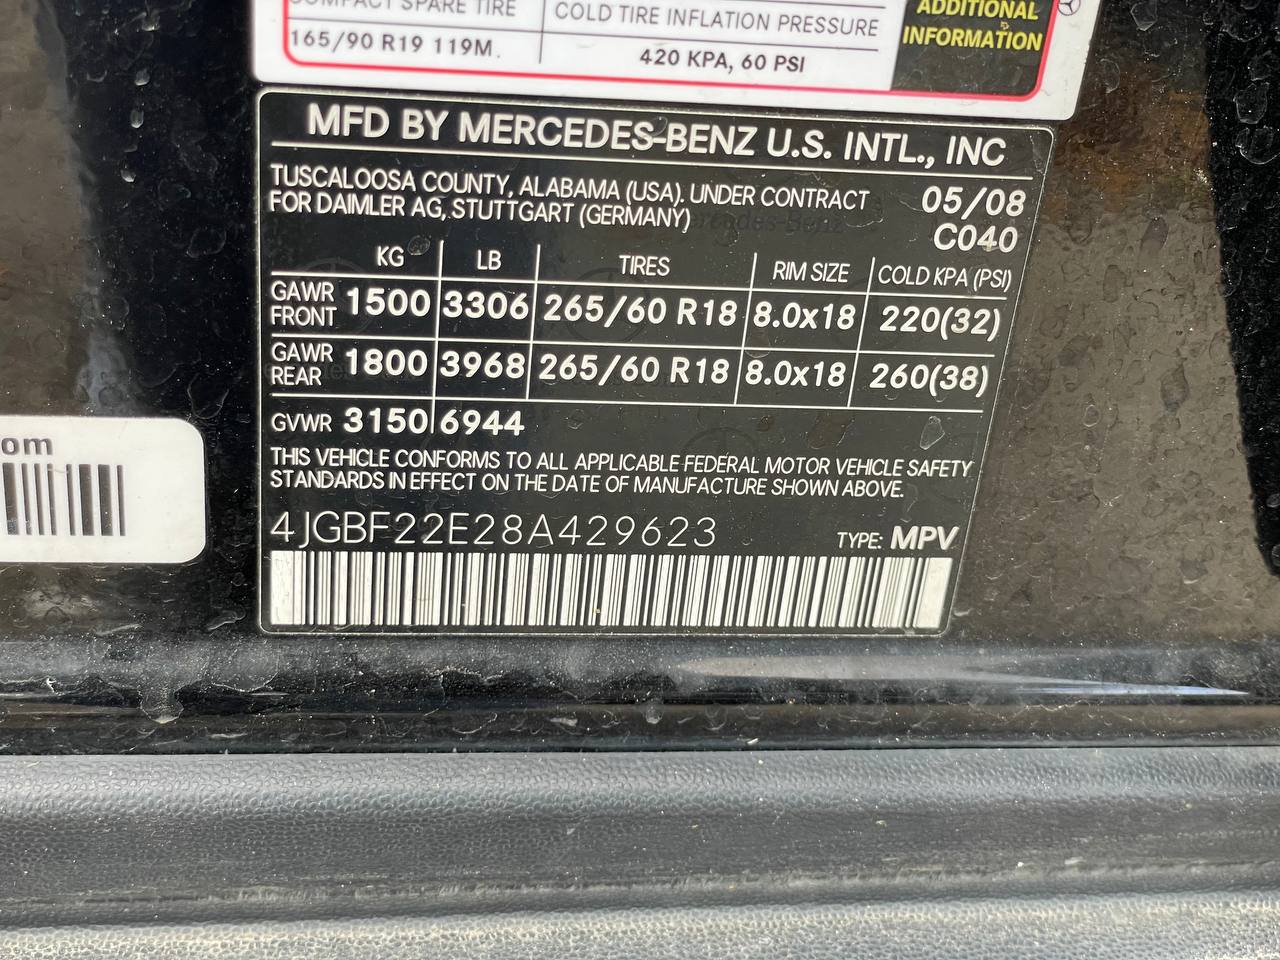 COMPACT SPARE TIRE
COLD TIRE INFLATION PRESSURE
165/90 R19 119M.
420 KPA, 60 PSI
ADDITIONAL
INFORMATION
MFD BY MERCEDES-BENZ U.S. INTL., INC
TUSCALOOSA COUNTY, ALABAMA (USA). UNDER CONTRACT
FOR DAIMLER AG, STUTTGART (GERMANY)
05/08
C040
KG LB TIRES RIM SIZE COLD KPA (PSI)
GAWR FRONT 1500 3306 265/60 R18 8.0x18 220(32)
GAWR REAR 1800 3968 265/60 R18 8.0x18 260(38)
GVWR 3150 6944
THIS VEHICLE CONFORMS TO ALL APPLICABLE FEDERAL MOTOR VEHICLE SAFETY
STANDARDS IN EFFECT ON THE DATE OF MANUFACTURE SHOWN ABOVE.
4JGBF22E28A429623 TYPE: MPV
om